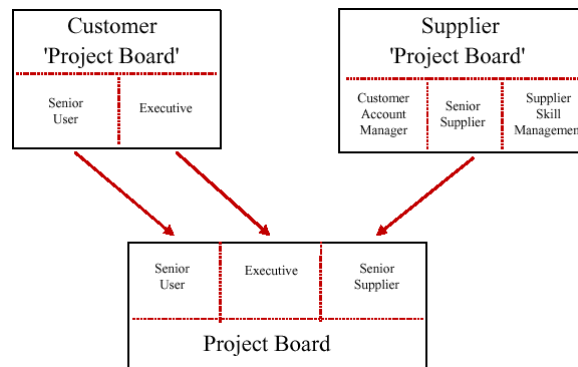 Customer
'Project Board'
Senior
User
Executive
Supplier
'Project Board'
Customer
Account
Manager
Senior
Supplier
Supplier
Skill
Management
Senior
User
Executive
Senior
Supplier
Project Board